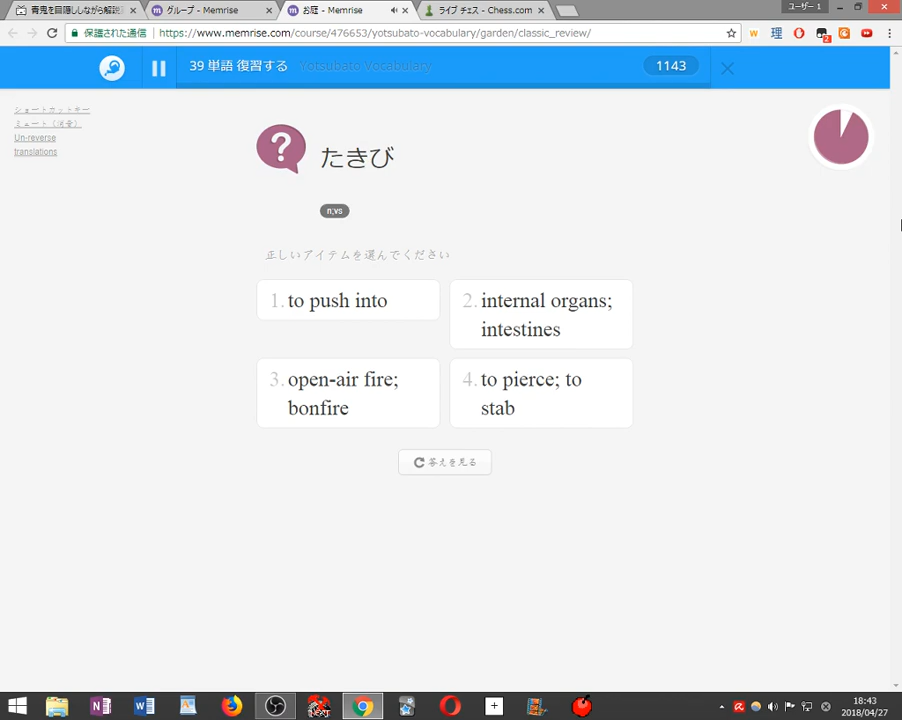 青鬼を目隠ししながら解説
グループ - Memrise
お庭 - Memrise
ライブ チェス - Chess.com
ユーザー 1
保護された通信
https://www.memrise.com/course/476653/yotsubato-vocabulary/garden/classic_review/
39 単語 復習する
Yotsubato Vocabulary
1143
ショートカットキー
ミュート（消音）
Un-reverse
translations
?
たきび
n;vs
正しいアイテムを選んでください
1. to push into
2. internal organs;
intestines
3. open-air fire;
bonfire
4. to pierce; to
stab
答えを見る
18:43
2018/04/27